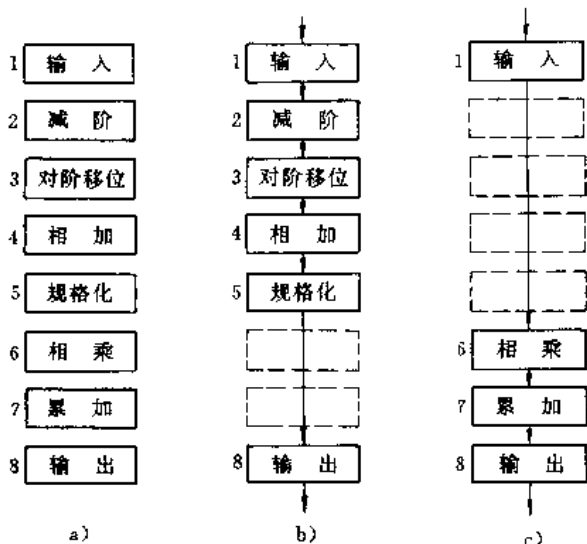 1 输入
2 减阶
3 对阶移位
4 相加
5 规格化
6 相乘
7 累加
8 输出
a)
1 输入
2 减阶
3 对阶移位
4 相加
5 规格化
8 输出
b)
1 输入
6 相乘
7 累加
8 输出
c)